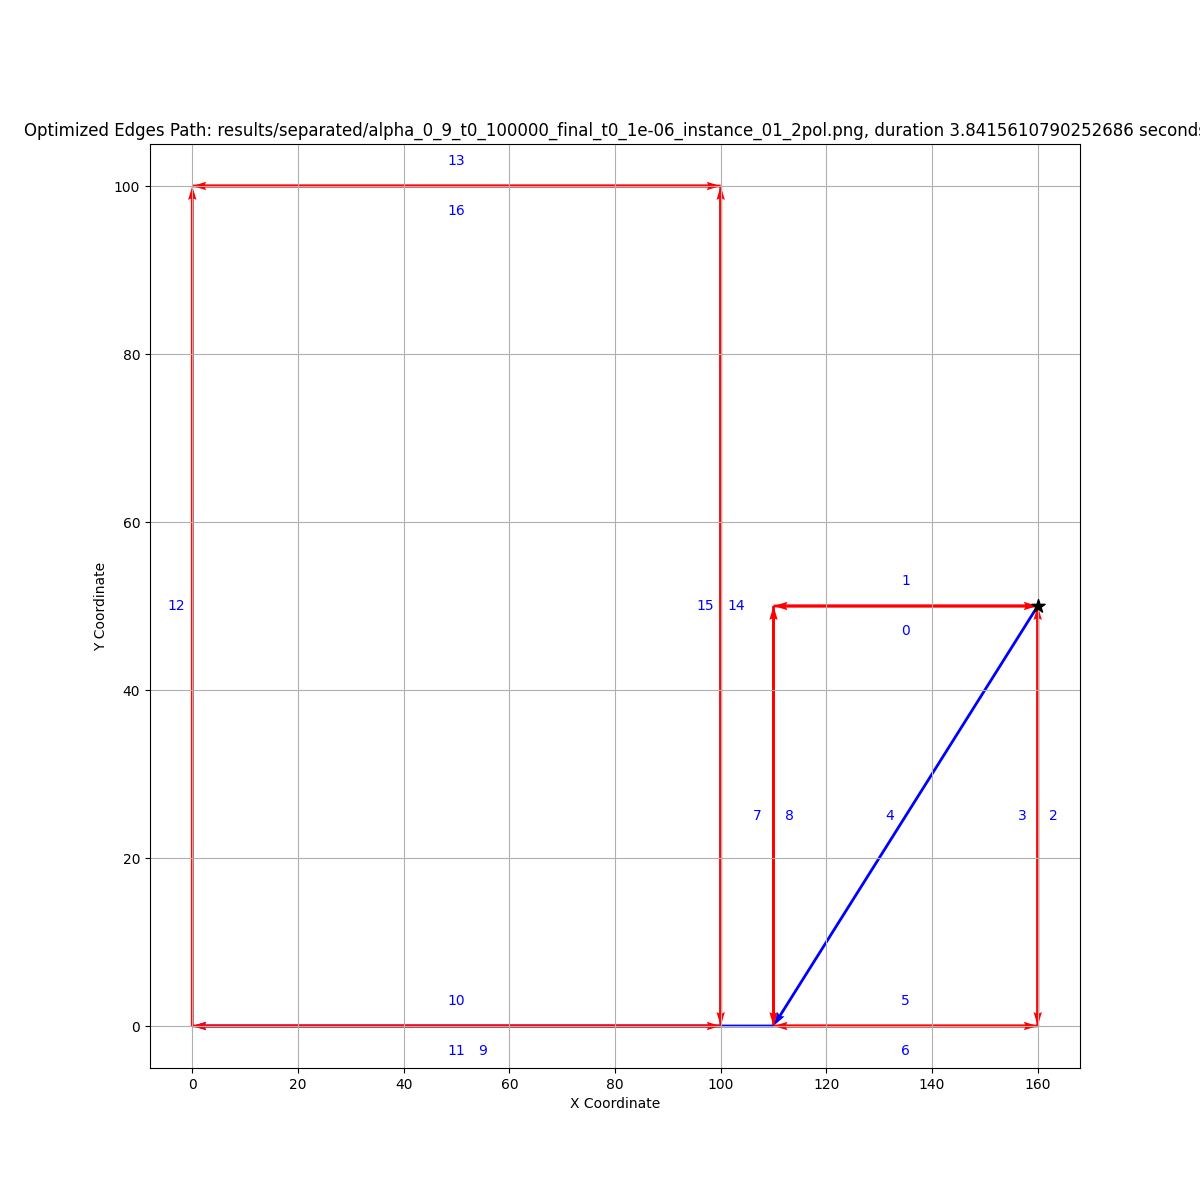 Optimized Edges Path: results/separated/alpha_0_9_t0_100000_final_t0_1e-06_instance_01_2pol.png, duration 3.8415610790252686 seconds
13
100
16
80
60
1
12
15 14
0
40
7 8 4 3 2
20
10 5
0
11 9 6
0 20 40 60 80 100 120 140 160
X Coordinate
Y Coordinate